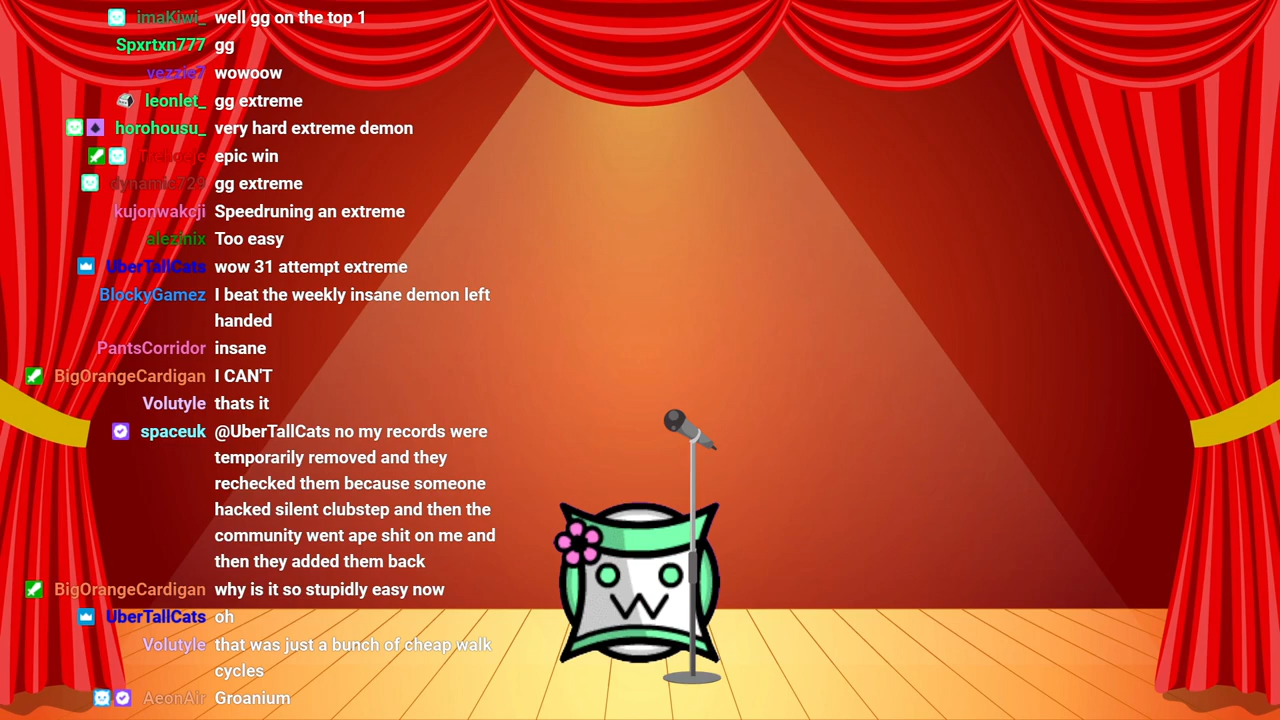 imaKiwi_ well gg on the top 1
Spxrtxn777 gg
vezzie7 wowoow
leonlet_ gg extreme
horohousu_ very hard extreme demon
epic win
dynamic729 gg extreme
kujonwakcji Speedruning an extreme
alezinix Too easy
UberTallCats wow 31 attempt extreme
BlockyGamez I beat the weekly insane demon left
handed
PantsCorridor insane
BigOrangeCardigan I CAN'T
Volutyle thats it
spaceuk @UberTallCats no my records were
temporarily removed and they
rechecked them because someone
hacked silent clubstep and then the
community went ape shit on me and
then they added them back
BigOrangeCardigan why is it so stupidly easy now
UberTallCats oh
Volutyle that was just a bunch of cheap walk
cycles
AeonAir Groanium